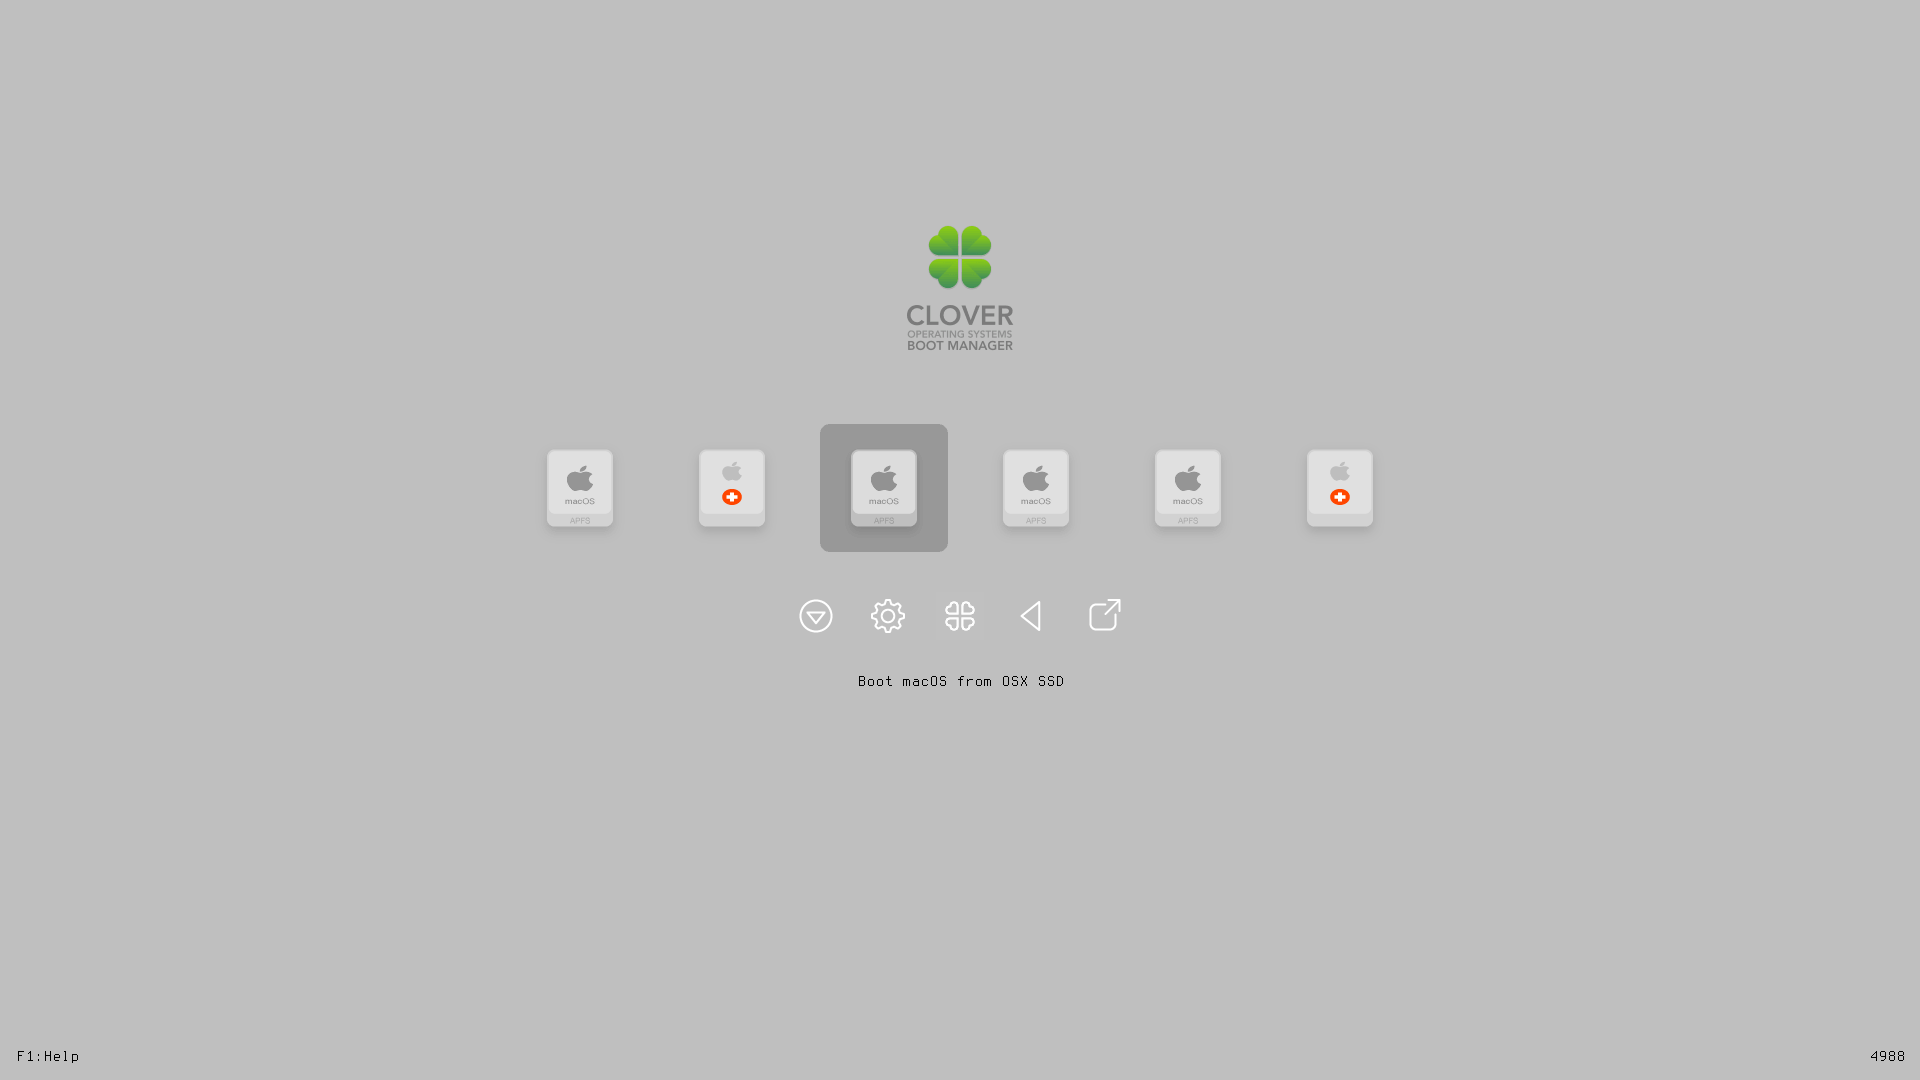 CLOVER
OPERATING SYSTEMS
BOOT MANAGER
macOS
APFS
macOS
APFS
macOS
APFS
macOS
APFS
Boot macOS from OSX SSD
F1:Help
4988